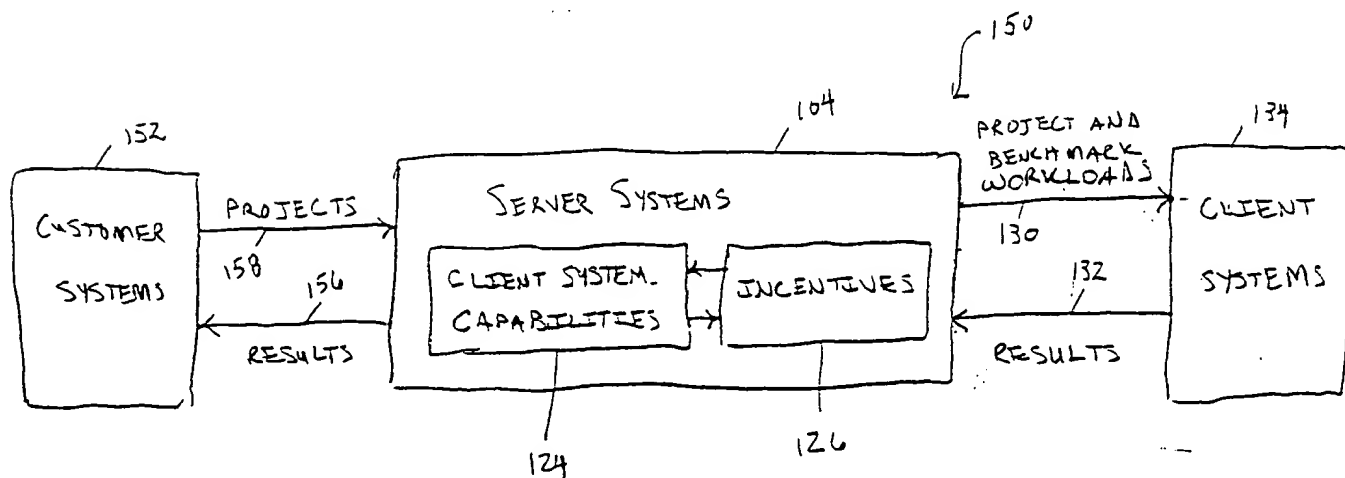 150
152
104
134
PROJECT AND
BENCHMARK
WORKLOADS
CUSTOMER
SYSTEMS
PROJECTS
158
156
RESULTS
SERVER SYSTEMS
CLIENT SYSTEM
CAPABILITIES
INCENTIVES
124
126
130
132
RESULTS
CLIENT
SYSTEMS